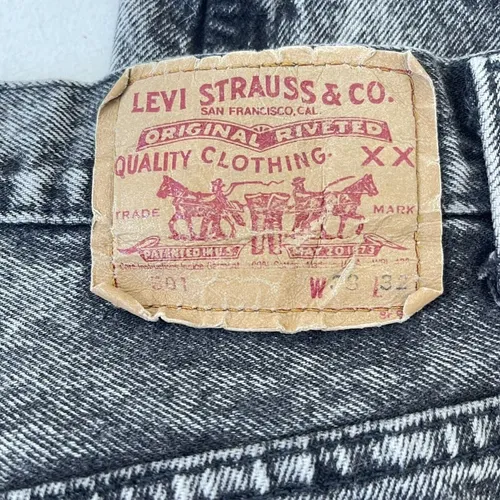 LEVI STRAUSS & CO.
SAN FRANCISCO, CAL.
ORIGINAL RIVETED
QUALITY CLOTHING. XX
TRADE MARK
PATENTED IN U.S. MAY 20 1873
501 W L 32